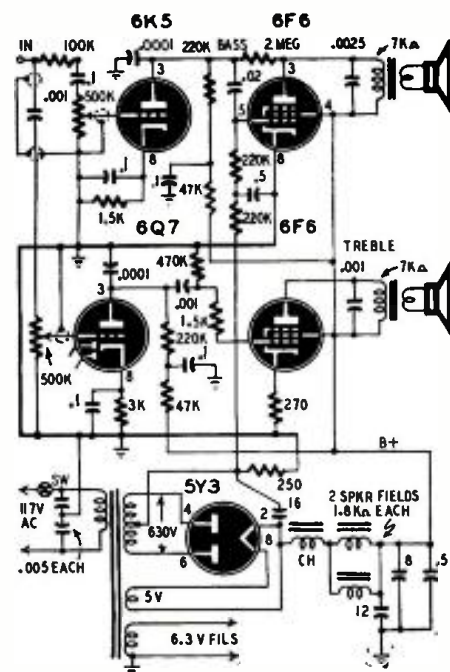 6K5
6F6
IN
100K
.0001
220K
BASS
2 MEG
.0025
7KΩ
.001
.1
500K
3
.02
3
5
4
8
8
.1
.1
1.5K
47K
220K
.5
220K
6Q7
6F6
470K
TREBLE
.0001
3
.001
.001
7KΩ
1.5K
220K
.1
500K
8
.1
3K
47K
270
B+
250
SW
5Y3
16
2 SPKR FIELDS
1.8KΩ EACH
117V
AC
630V
4
2
6
8
.005 EACH
CH
8
.5
5V
12
6.3 V FILS